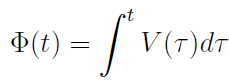 Φ(t) = ∫^t V(τ)dτ